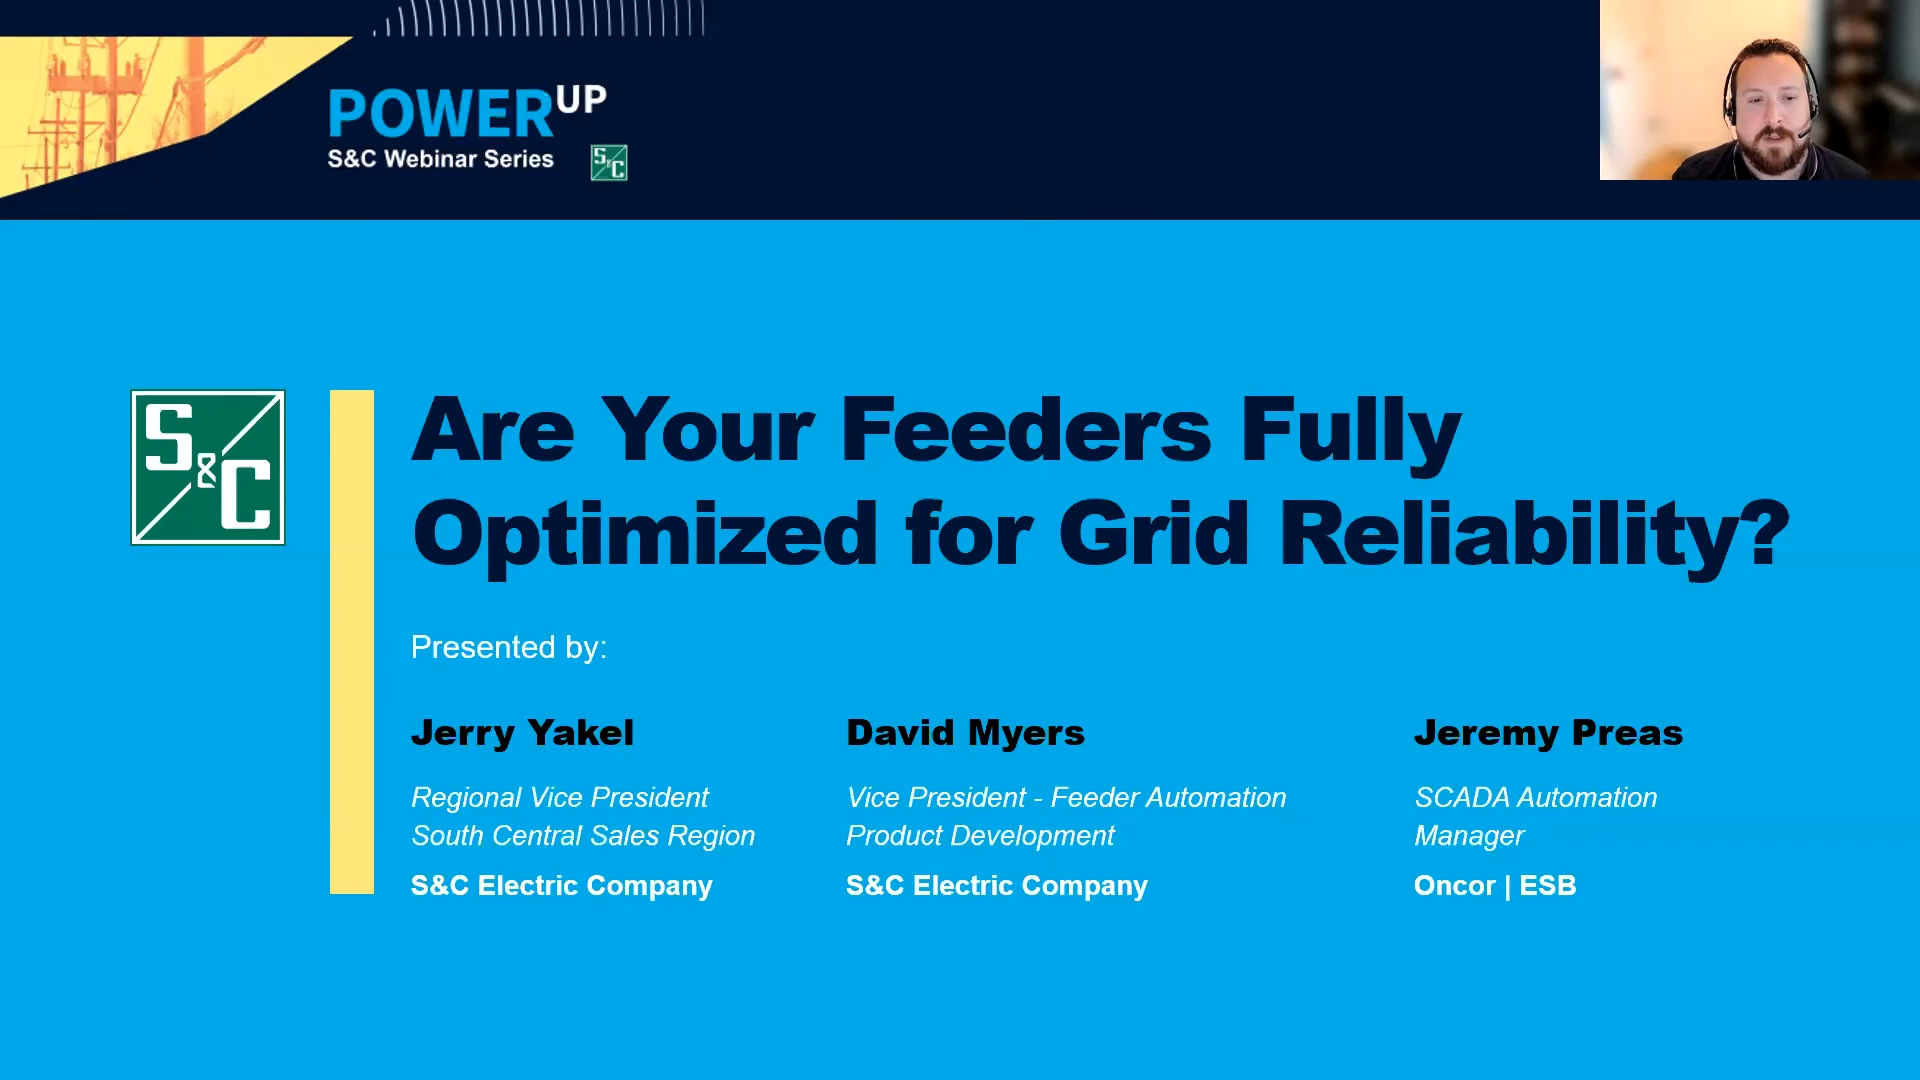 POWERUP
S&C Webinar Series
S&C
S&C
Are Your Feeders Fully
Optimized for Grid Reliability?
Presented by:
Jerry Yakel
Regional Vice President
South Central Sales Region
S&C Electric Company
David Myers
Vice President - Feeder Automation
Product Development
S&C Electric Company
Jeremy Preas
SCADA Automation
Manager
Oncor | ESB